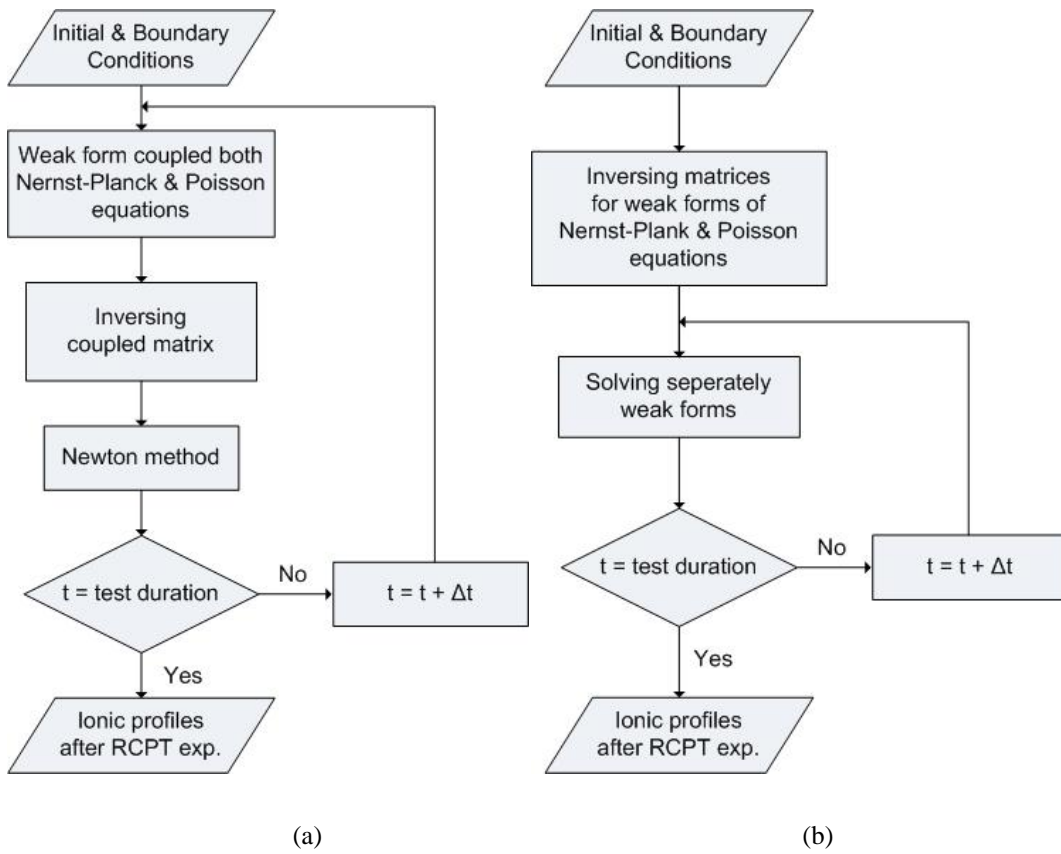 Initial & Boundary
Conditions
Weak form coupled both
Nernst-Planck & Poisson
equations
Inversing
coupled matrix
Newton method
t = test duration
No
t = t + Δt
Yes
Ionic profiles
after RCPT exp.
(a)
Initial & Boundary
Conditions
Inversing matrices
for weak forms of
Nernst-Plank & Poisson
equations
Solving seperately
weak forms
t = test duration
No
t = t + Δt
Yes
Ionic profiles
after RCPT exp.
(b)